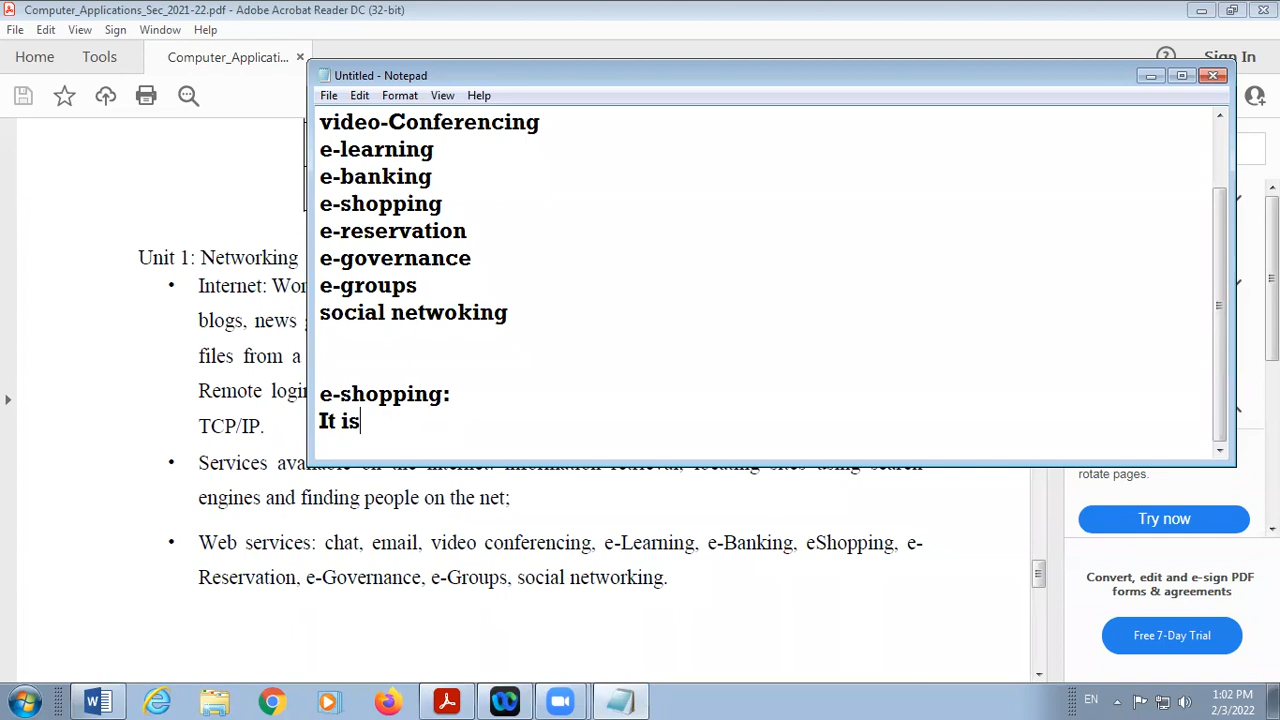 Computer_Applications_Sec_2021-22.pdf - Adobe Acrobat Reader DC (32-bit)
File Edit View Sign Window Help
Home Tools Computer_Applicati... × Sign In
Untitled - Notepad
File Edit Format View Help
video-Conferencing
e-learning
e-banking
e-shopping
e-reservation
e-governance
e-groups
social netwoking
e-shopping:
It is
Unit 1: Networking
• Internet: Wor
blogs, news
files from a
Remote logi
TCP/IP.
• Services available on the internet: information retrieval, locating sites using search
engines and finding people on the net;
• Web services: chat, email, video conferencing, e-Learning, e-Banking, eShopping, e-
Reservation, e-Governance, e-Groups, social networking.
rotate pages.
Try now
Convert, edit and e-sign PDF
forms & agreements
Free 7-Day Trial
EN
1:02 PM
2/3/2022